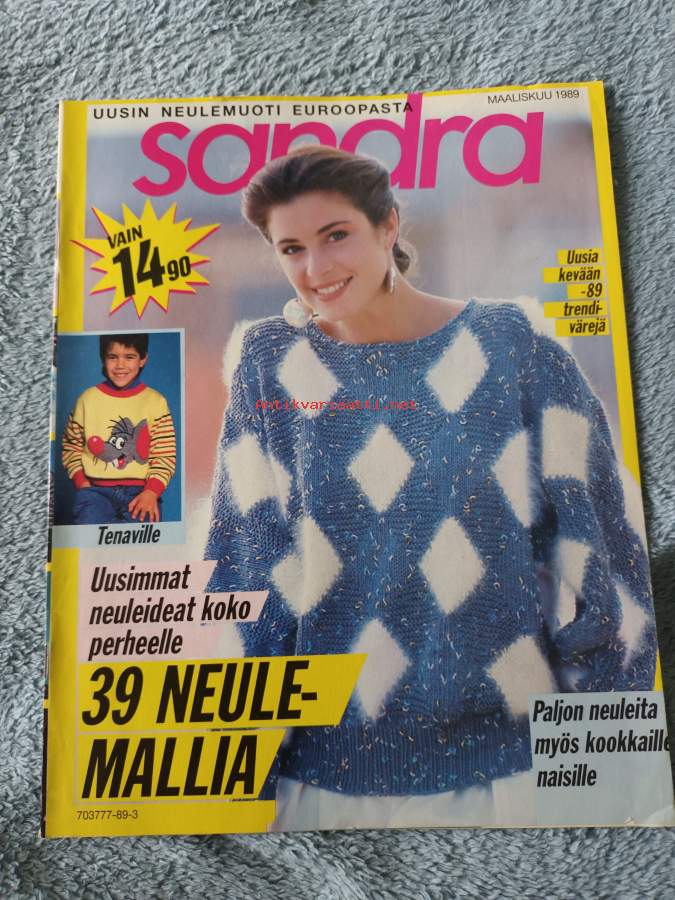 UUSIN NEULEMUOTI EUROOPASTA
MAALISKUU 1989
sandra
VAIN
14 90
Uusia
kevään
-89
trendi-
värejä
Antikvariaatti.net
Tenaville
Uusimmat
neuleideat koko
perheelle
39 NEULE-
MALLIA
Paljon neuleita
myös kookkaille
naisille
703777-89-3